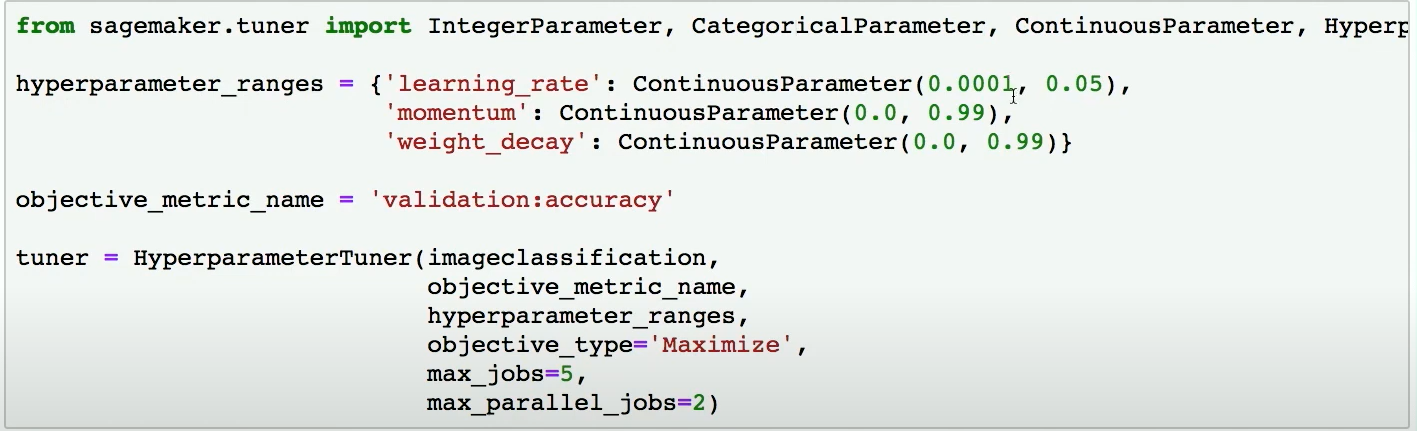 from sagemaker.tuner import IntegerParameter, CategoricalParameter, ContinuousParameter,
hyperparameter_ranges = {'learning_rate': ContinuousParameter(0.0001, 0.05),
'momentum': ContinuousParameter(0.0, 0.99),
'weight_decay': ContinuousParameter(0.0, 0.99)}
objective_metric_name = 'validation:accuracy'
tuner = HyperparameterTuner(imageclassification,
objective_metric_name,
hyperparameter_ranges,
objective_type='Maximize',
max_jobs=5,
max_parallel_jobs=2)